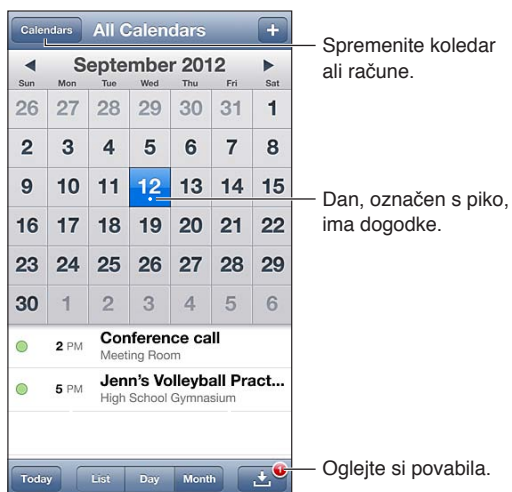 Calendars All Calendars +
September 2012
Sun Mon Tue Wed Thu Fri Sat
26 27 28 29 30 31 1
2 3 4 5 6 7 8
9 10 11 12 13 14 15
16 17 18 19 20 21 22
23 24 25 26 27 28 29
30 1 2 3 4 5 6
2 PM Conference call
Meeting Room
5 PM Jenn's Volleyball Pract...
High School Gymnasium
Today List Day Month 1
Spremenite koledar
ali račune.
Dan, označen s piko,
ima dogodke.
Oglejte si povabila.